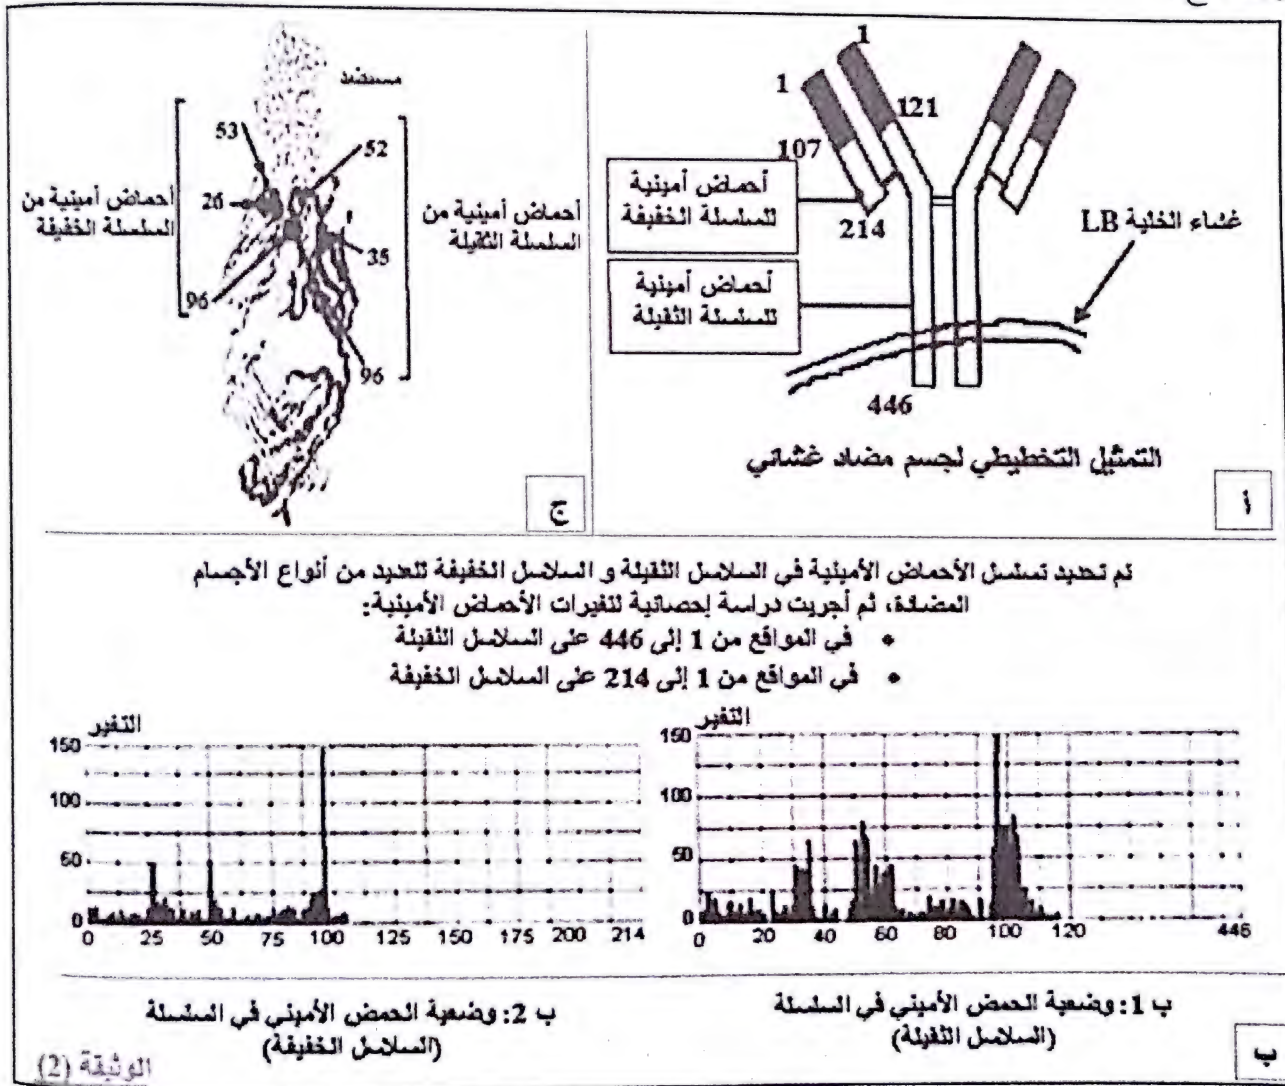 1
1
121
107
أحماض أمينية
للسلسلة الخفيفة
214
غشاء الخلية LB
أحماض أمينية
للسلسلة الثقيلة
446
التمثيل التخطيطي لجسم مضاد غشائي
أ
مستضد
53
52
26
أحماض أمينية من
السلسلة الخفيفة
أحماض أمينية من
السلسلة الثقيلة
35
96
96
ج
تم تحديد تسلسل الأحماض الأمينية في السلاسل الثقيلة و السلاسل الخفيفة للعديد من أنواع الأجسام
المضادة، ثم أجريت دراسة إحصائية لتغيرات الأحماض الأمينية:
• في المواقع من 1 إلى 446 على السلاسل الثقيلة
• في المواقع من 1 إلى 214 على السلاسل الخفيفة
التغير
150
100
50
0
0 20 40 60 80 100 120 446
ب 1: وضعية الحمض الأميني في السلسلة
(السلاسل الثقيلة)
التغير
150
100
50
0
0 25 50 75 100 150 175 200 214
ب 2: وضعية الحمض الأميني في السلسلة
(السلاسل الخفيفة)
ب
الوثيقة (2)